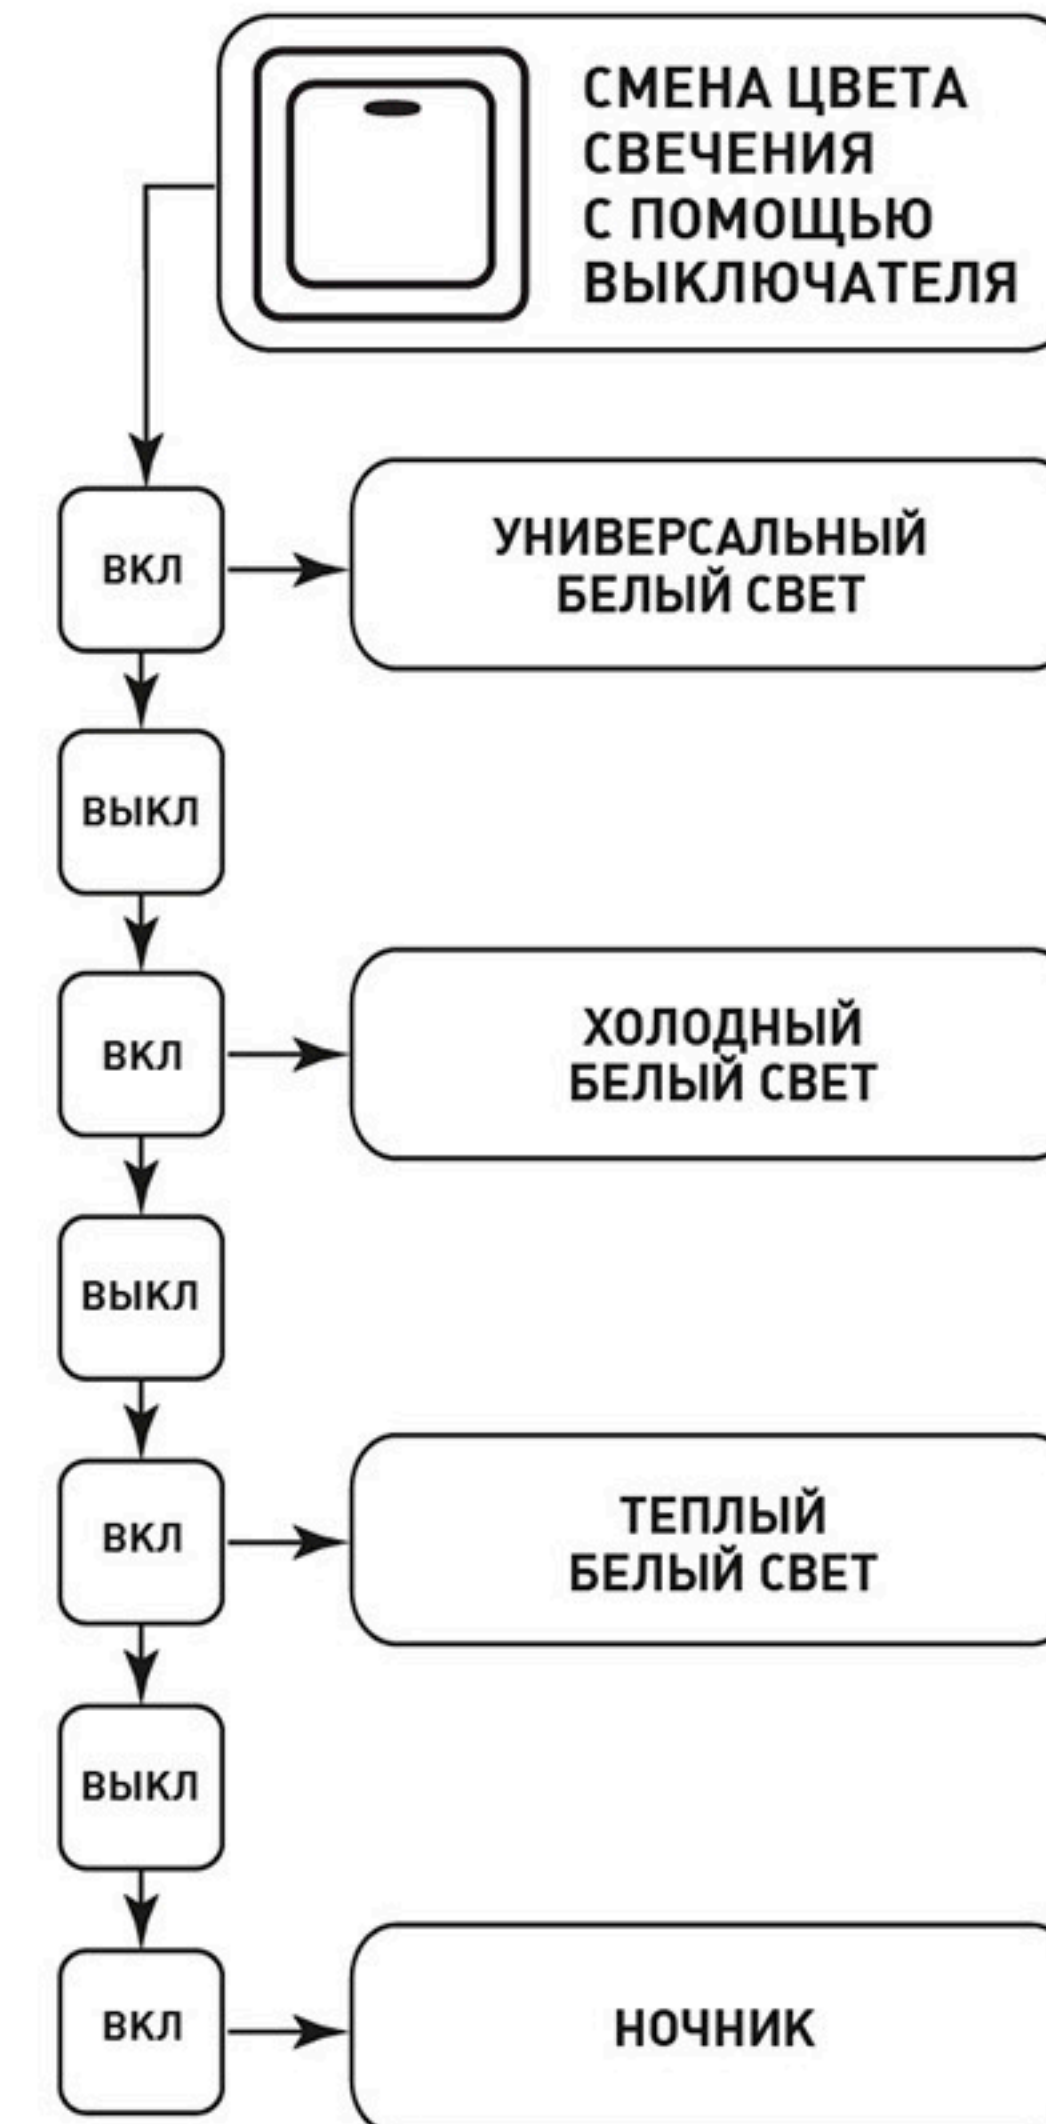 СМЕНА ЦВЕТА
СВЕЧЕНИЯ
С ПОМОЩЬЮ
ВЫКЛЮЧАТЕЛЯ
ВКЛ
УНИВЕРСАЛЬНЫЙ
БЕЛЫЙ СВЕТ
ВЫКЛ
ВКЛ
ХОЛОДНЫЙ
БЕЛЫЙ СВЕТ
ВЫКЛ
ВКЛ
ТЕПЛЫЙ
БЕЛЫЙ СВЕТ
ВЫКЛ
ВКЛ
НОЧНИК